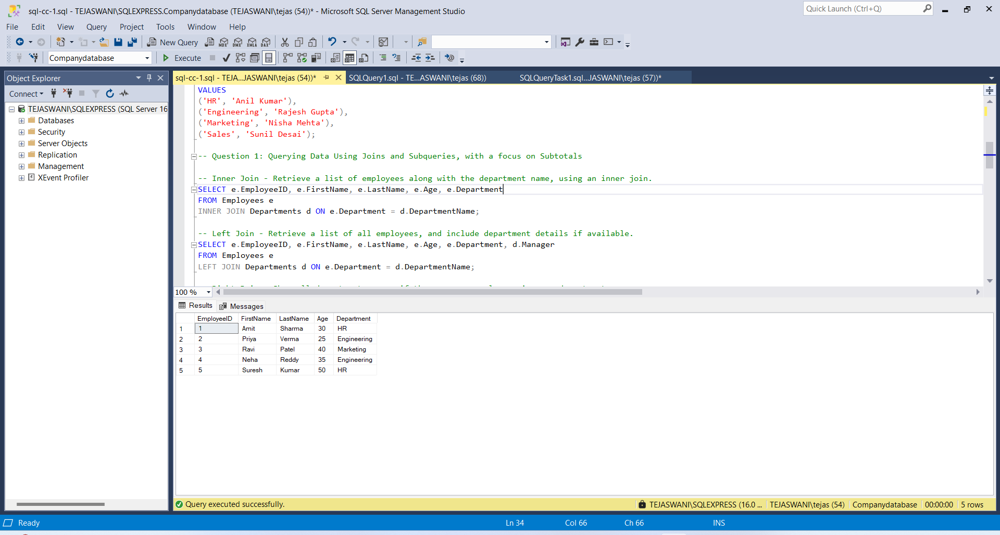 sql-cc-1.sql - TEJASWANI\SQLEXPRESS.Companydatabase (TEJASWANI\tejas (54))* - Microsoft SQL Server Management Studio
Quick Launch (Ctrl+Q)
File Edit View Query Project Tools Window Help
New Query MDX DMX XMLA DAX
Companydatabase Execute
Object Explorer
Connect
TEJASWANI\SQLEXPRESS (SQL Server 16
Databases
Security
Server Objects
Replication
Management
XEvent Profiler
sql-cc-1.sql - TEJA...JASWANI\tejas (54))* SQLQuery1.sql - TE...ASWANI\tejas (68)) SQLQueryTask1.sql...JASWANI\tejas (57))*
VALUES
('HR', 'Anil Kumar'),
('Engineering', 'Rajesh Gupta'),
('Marketing', 'Nisha Mehta'),
('Sales', 'Sunil Desai');
-- Question 1: Querying Data Using Joins and Subqueries, with a focus on Subtotals
-- Inner Join - Retrieve a list of employees along with the department name, using an inner join.
SELECT e.EmployeeID, e.FirstName, e.LastName, e.Age, e.Department
FROM Employees e
INNER JOIN Departments d ON e.Department = d.DepartmentName;
-- Left Join - Retrieve a list of all employees, and include department details if available.
SELECT e.EmployeeID, e.FirstName, e.LastName, e.Age, e.Department, d.Manager
FROM Employees e
LEFT JOIN Departments d ON e.Department = d.DepartmentName;
100 %
Results Messages
EmployeeID FirstName LastName Age Department
1 1 Amit Sharma 30 HR
2 2 Priya Verma 25 Engineering
3 3 Ravi Patel 40 Marketing
4 4 Neha Reddy 35 Engineering
5 5 Suresh Kumar 50 HR
Query executed successfully. TEJASWANI\SQLEXPRESS (16.0 ... TEJASWANI\tejas (54) Companydatabase 00:00:00 5 rows
Ready Ln 34 Col 66 Ch 66 INS